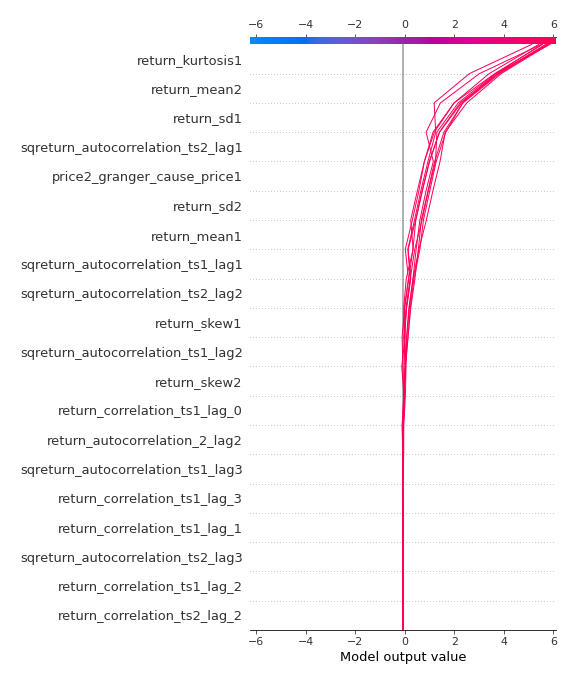 −6 −4 −2 0 2 4 6
return_kurtosis1
return_mean2
return_sd1
sqreturn_autocorrelation_ts2_lag1
price2_granger_cause_price1
return_sd2
return_mean1
sqreturn_autocorrelation_ts1_lag1
sqreturn_autocorrelation_ts2_lag2
return_skew1
sqreturn_autocorrelation_ts1_lag2
return_skew2
return_correlation_ts1_lag_0
return_autocorrelation_2_lag2
sqreturn_autocorrelation_ts1_lag3
return_correlation_ts1_lag_3
return_correlation_ts1_lag_1
sqreturn_autocorrelation_ts2_lag3
return_correlation_ts1_lag_2
return_correlation_ts2_lag_2
−6 −4 −2 0 2 4 6
Model output value